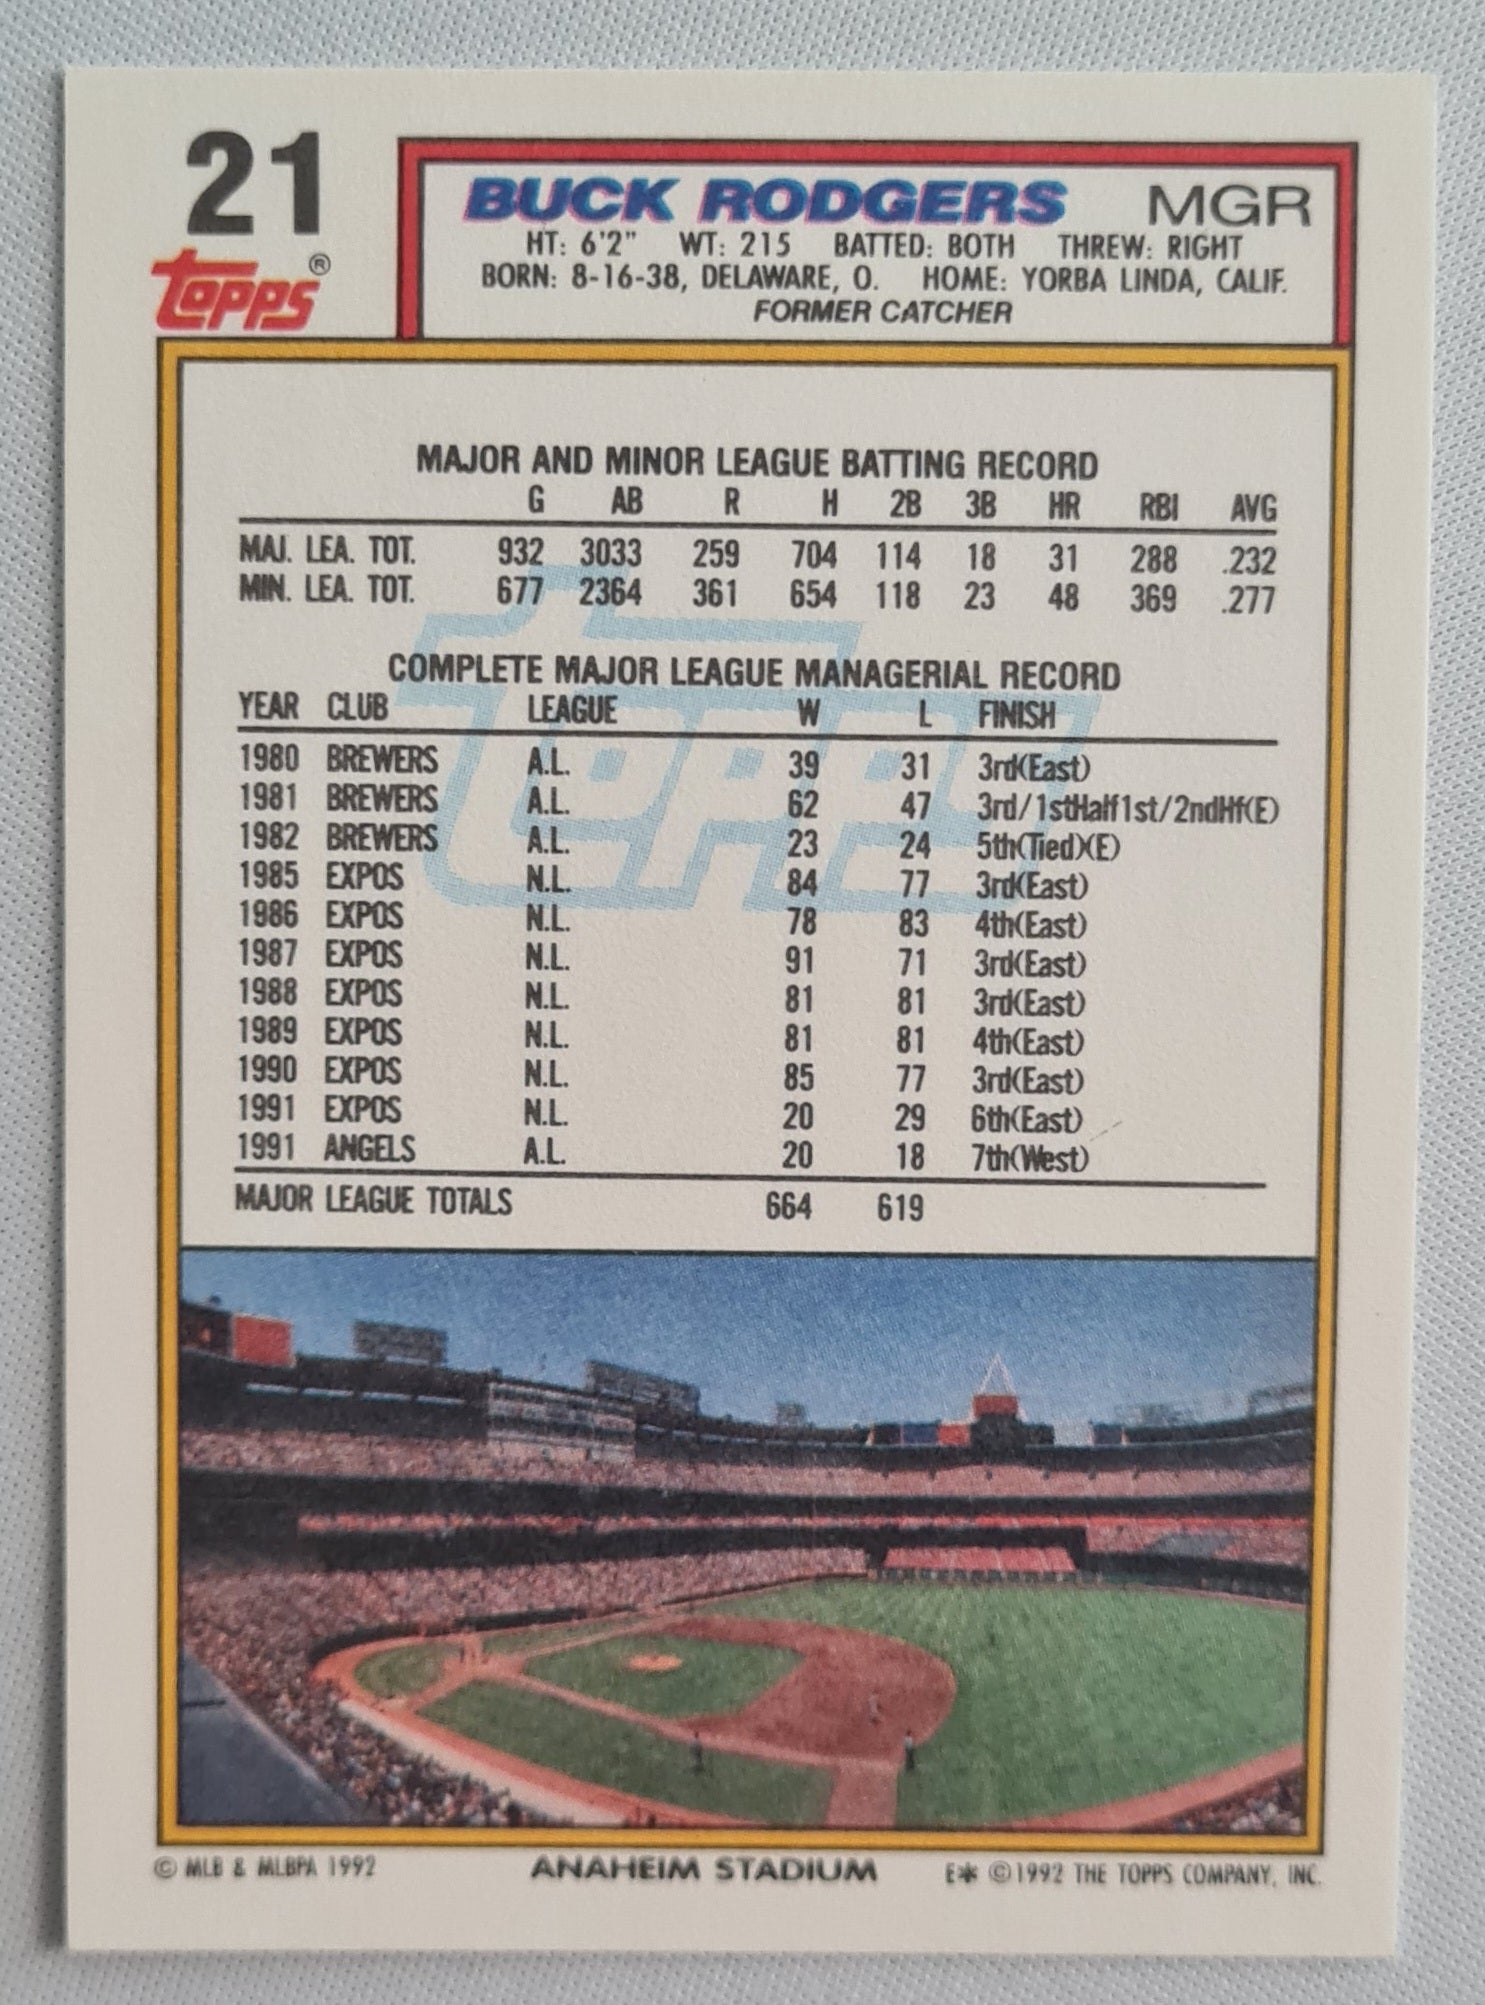 21
BUCK RODGERS MGR
Topps®
HT: 6'2" WT: 215 BATTED: BOTH THREW: RIGHT
BORN: 8-16-38, DELAWARE, O. HOME: YORBA LINDA, CALIF.
FORMER CATCHER
MAJOR AND MINOR LEAGUE BATTING RECORD
G AB R H 2B 3B HR RBI AVG
MAJ. LEA. TOT. 932 3033 259 704 114 18 31 288 .232
MIN. LEA. TOT. 677 2364 361 654 118 23 48 369 .277
Topps
COMPLETE MAJOR LEAGUE MANAGERIAL RECORD
YEAR CLUB LEAGUE W L FINISH
1980 BREWERS A.L. 39 31 3rd(East)
1981 BREWERS A.L. 62 47 3rd/1stHalf1st/2ndHf(E)
1982 BREWERS A.L. 23 24 5th(Tied)(E)
1985 EXPOS N.L. 84 77 3rd(East)
1986 EXPOS N.L. 78 83 4th(East)
1987 EXPOS N.L. 91 71 3rd(East)
1988 EXPOS N.L. 81 81 3rd(East)
1989 EXPOS N.L. 81 81 4th(East)
1990 EXPOS N.L. 85 77 3rd(East)
1991 EXPOS N.L. 20 29 6th(East)
1991 ANGELS A.L. 20 18 7th(West)
MAJOR LEAGUE TOTALS 664 619
© MLB & MLBPA 1992 ANAHEIM STADIUM E* ©1992 THE TOPPS COMPANY, INC.